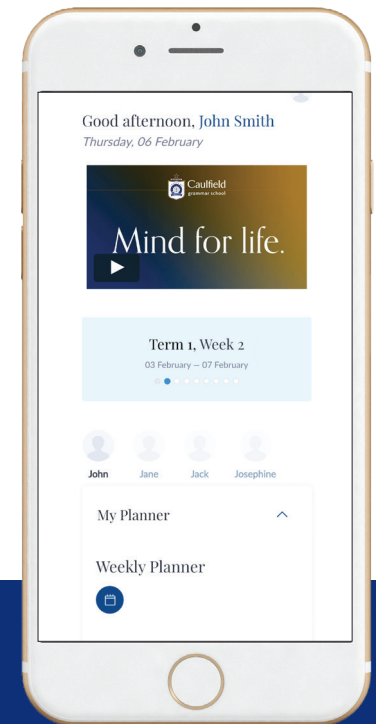 Good afternoon, John Smith
Thursday, 06 February
Caulfield
grammar school
Mind for life.
Term 1, Week 2
03 February — 07 February
John Jane Jack Josephine
My Planner
Weekly Planner